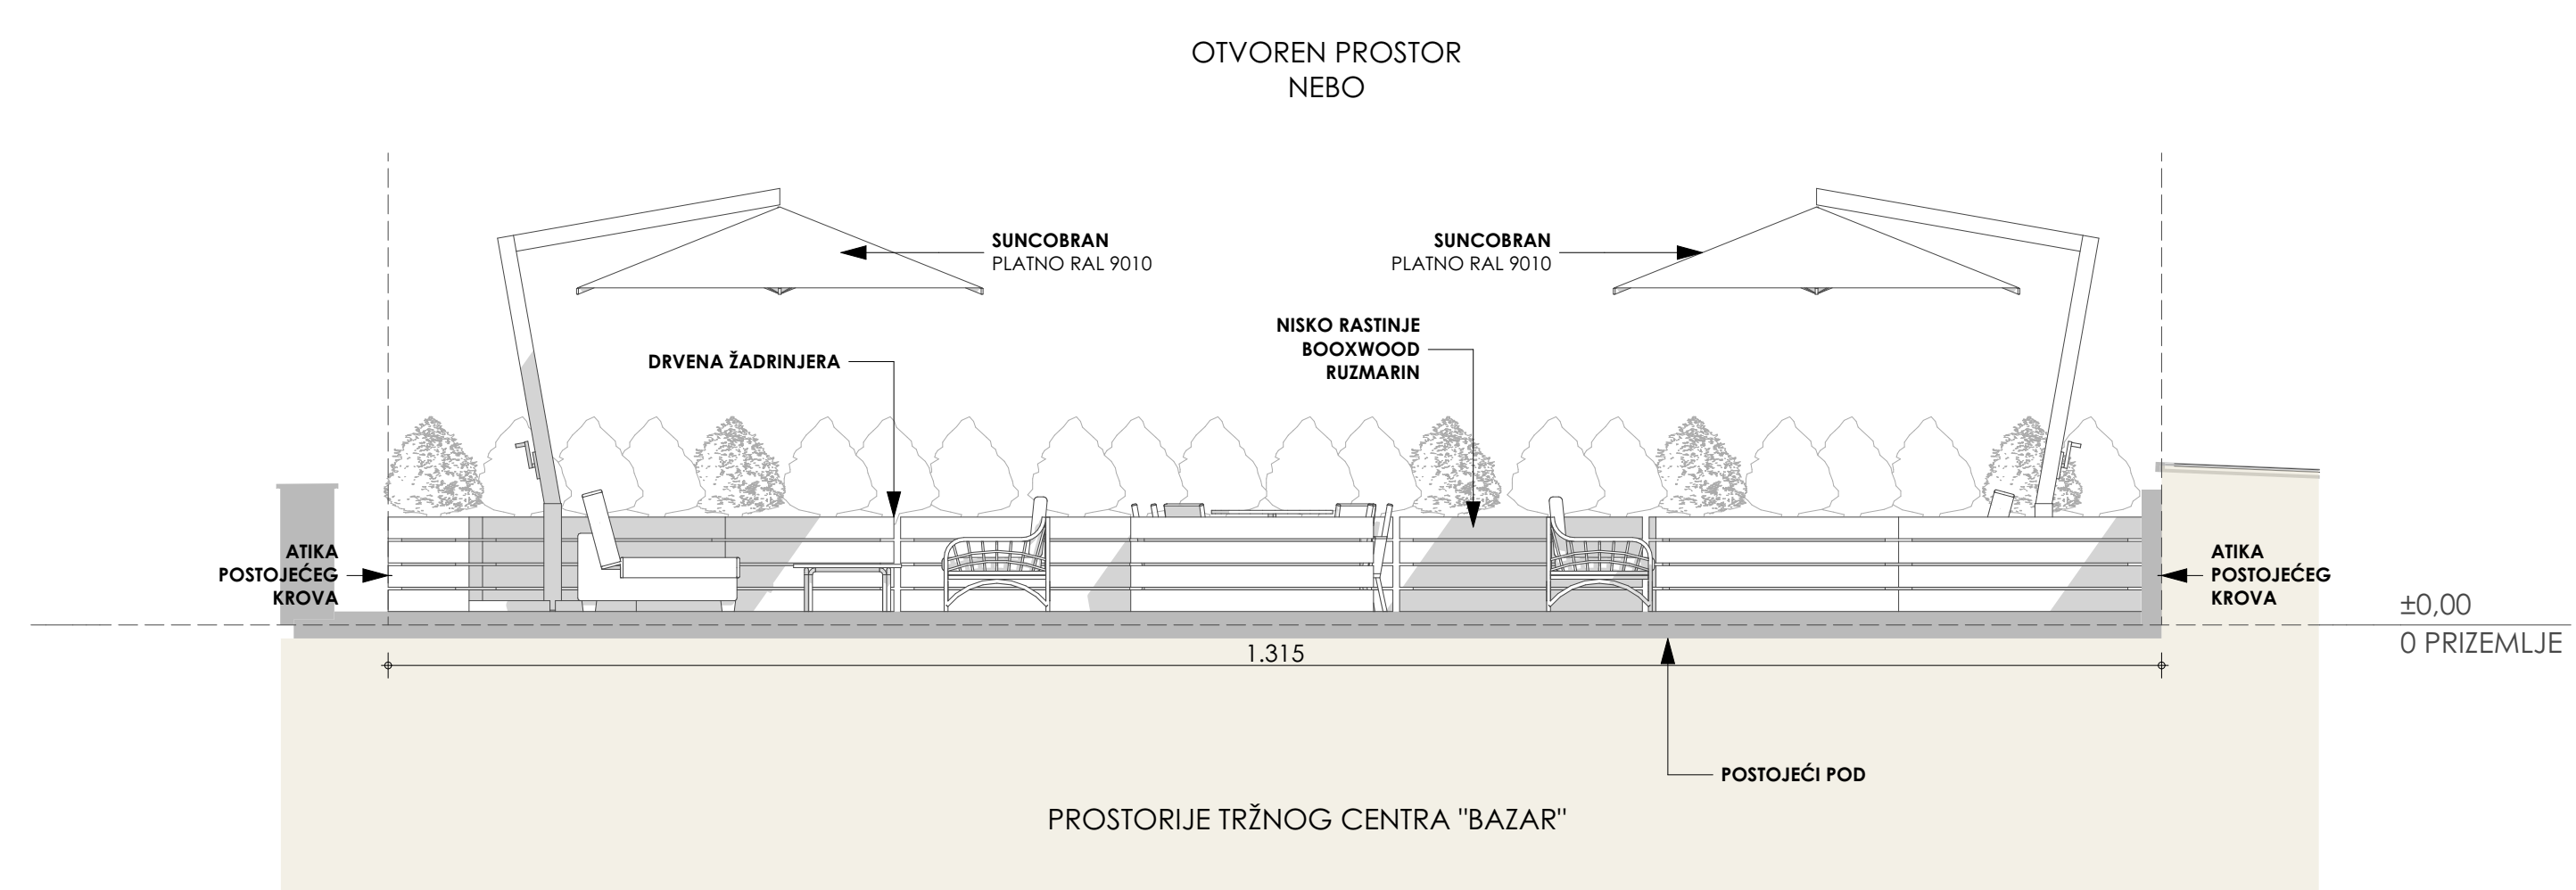 OTVOREN PROSTOR
NEBO
SUNCOBRAN
PLATNO RAL 9010
SUNCOBRAN
PLATNO RAL 9010
NISKO RASTINJE
BOOXWOOD
RUZMARIN
DRVENA ŽADRINJERA
ATIKA
POSTOJEĆEG
KROVA
ATIKA
POSTOJEĆEG
KROVA
±0,00
0 PRIZEMLJE
1.315
POSTOJEĆI POD
PROSTORIJE TRŽNOG CENTRA "BAZAR"